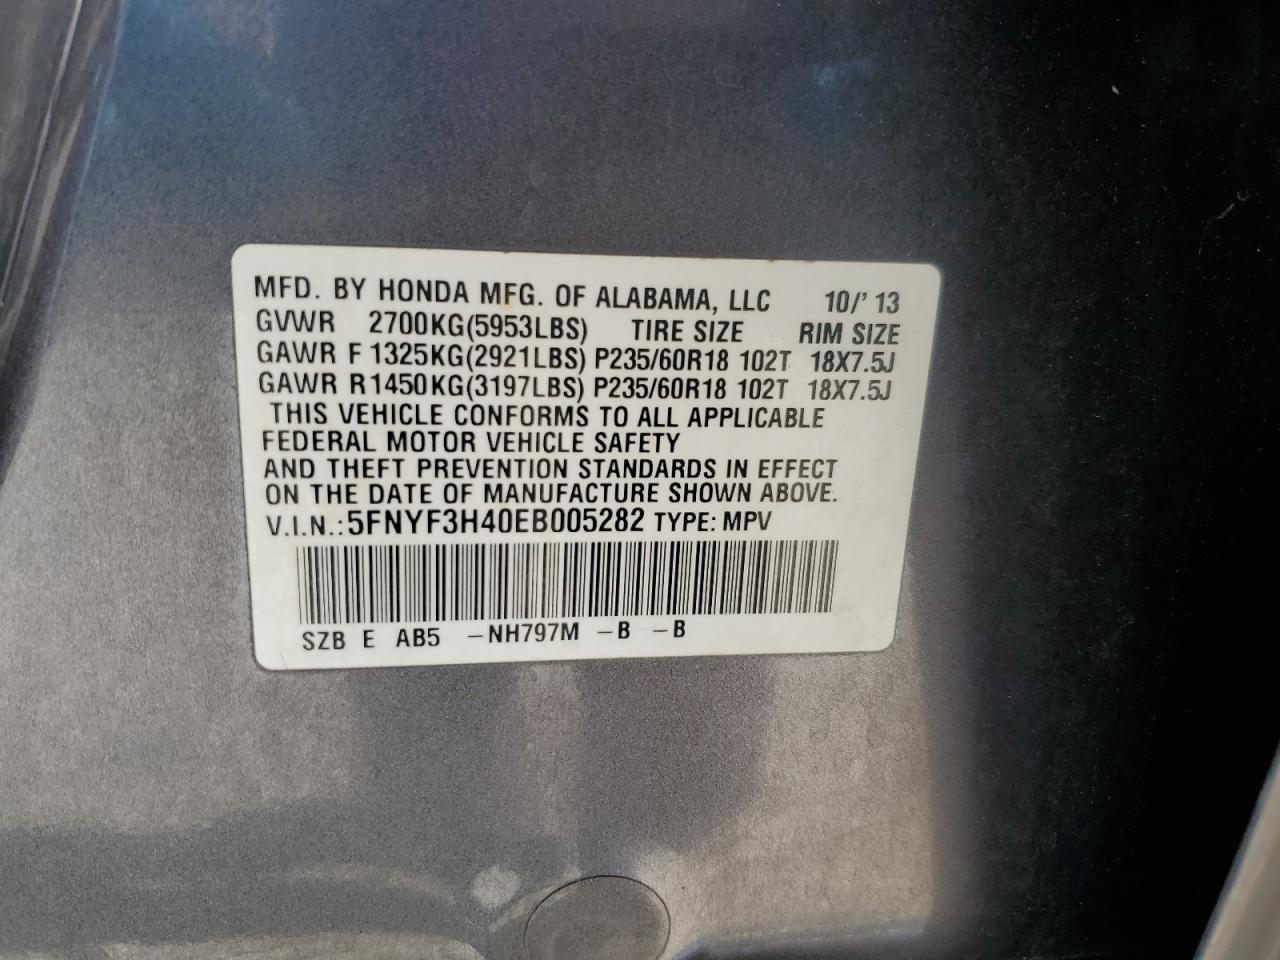 MFD. BY HONDA MFG. OF ALABAMA, LLC 10/' 13
GVWR 2700KG(5953LBS) TIRE SIZE RIM SIZE
GAWR F 1325KG(2921LBS) P235/60R18 102T 18X7.5J
GAWR R1450KG(3197LBS) P235/60R18 102T 18X7.5J
THIS VEHICLE CONFORMS TO ALL APPLICABLE
FEDERAL MOTOR VEHICLE SAFETY
AND THEFT PREVENTION STANDARDS IN EFFECT
ON THE DATE OF MANUFACTURE SHOWN ABOVE.
V.I.N.: 5FNYF3H40EB005282 TYPE: MPV
SZB E AB5 -NH797M -B -B